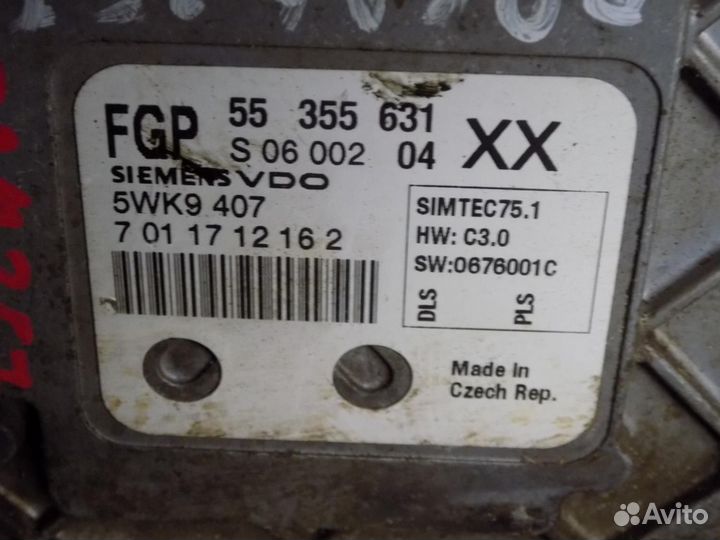 FGP 55 355 631
S 06 002 04 XX
SIEMENS VDO
5WK9 407
7 01 17 12 16 2
SIMTEC75.1
HW: C3.0
SW:0676001C
DLS PLS
Made In
Czech Rep.
Avito